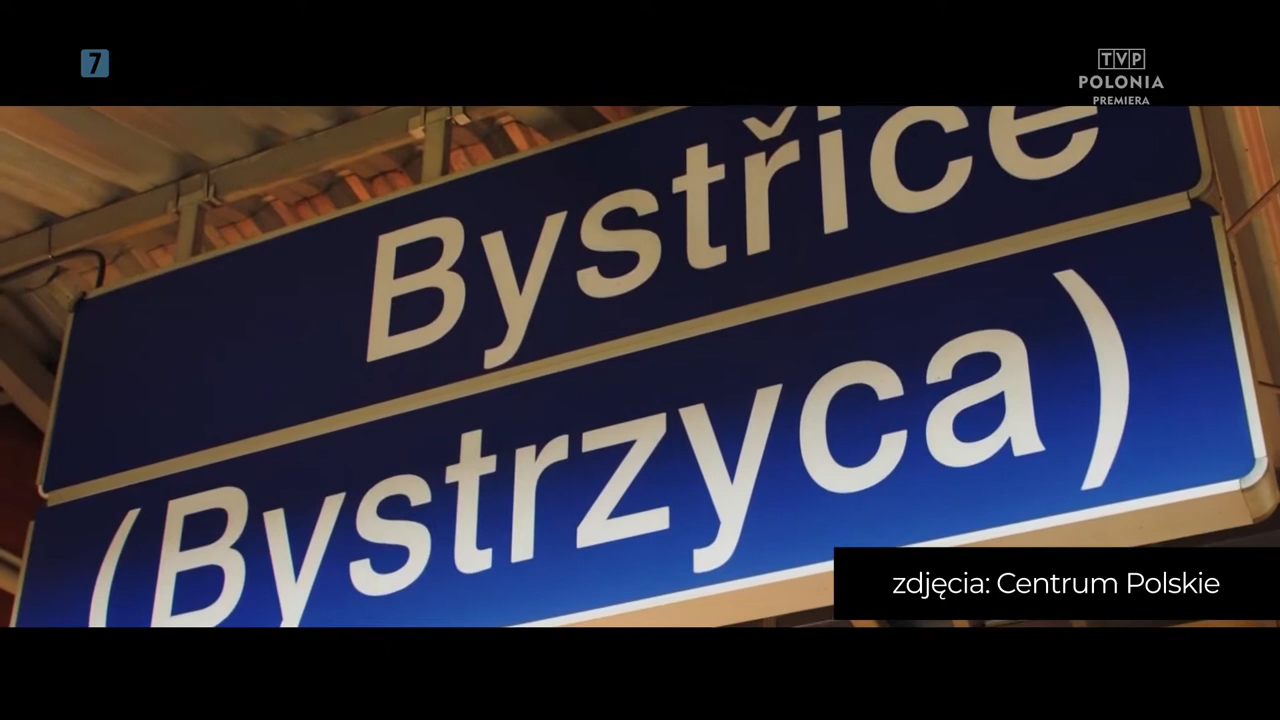 7
TVP
POLONIA
PREMIERA
Bystřice
(Bystrzyca)
zdjęcia: Centrum Polskie